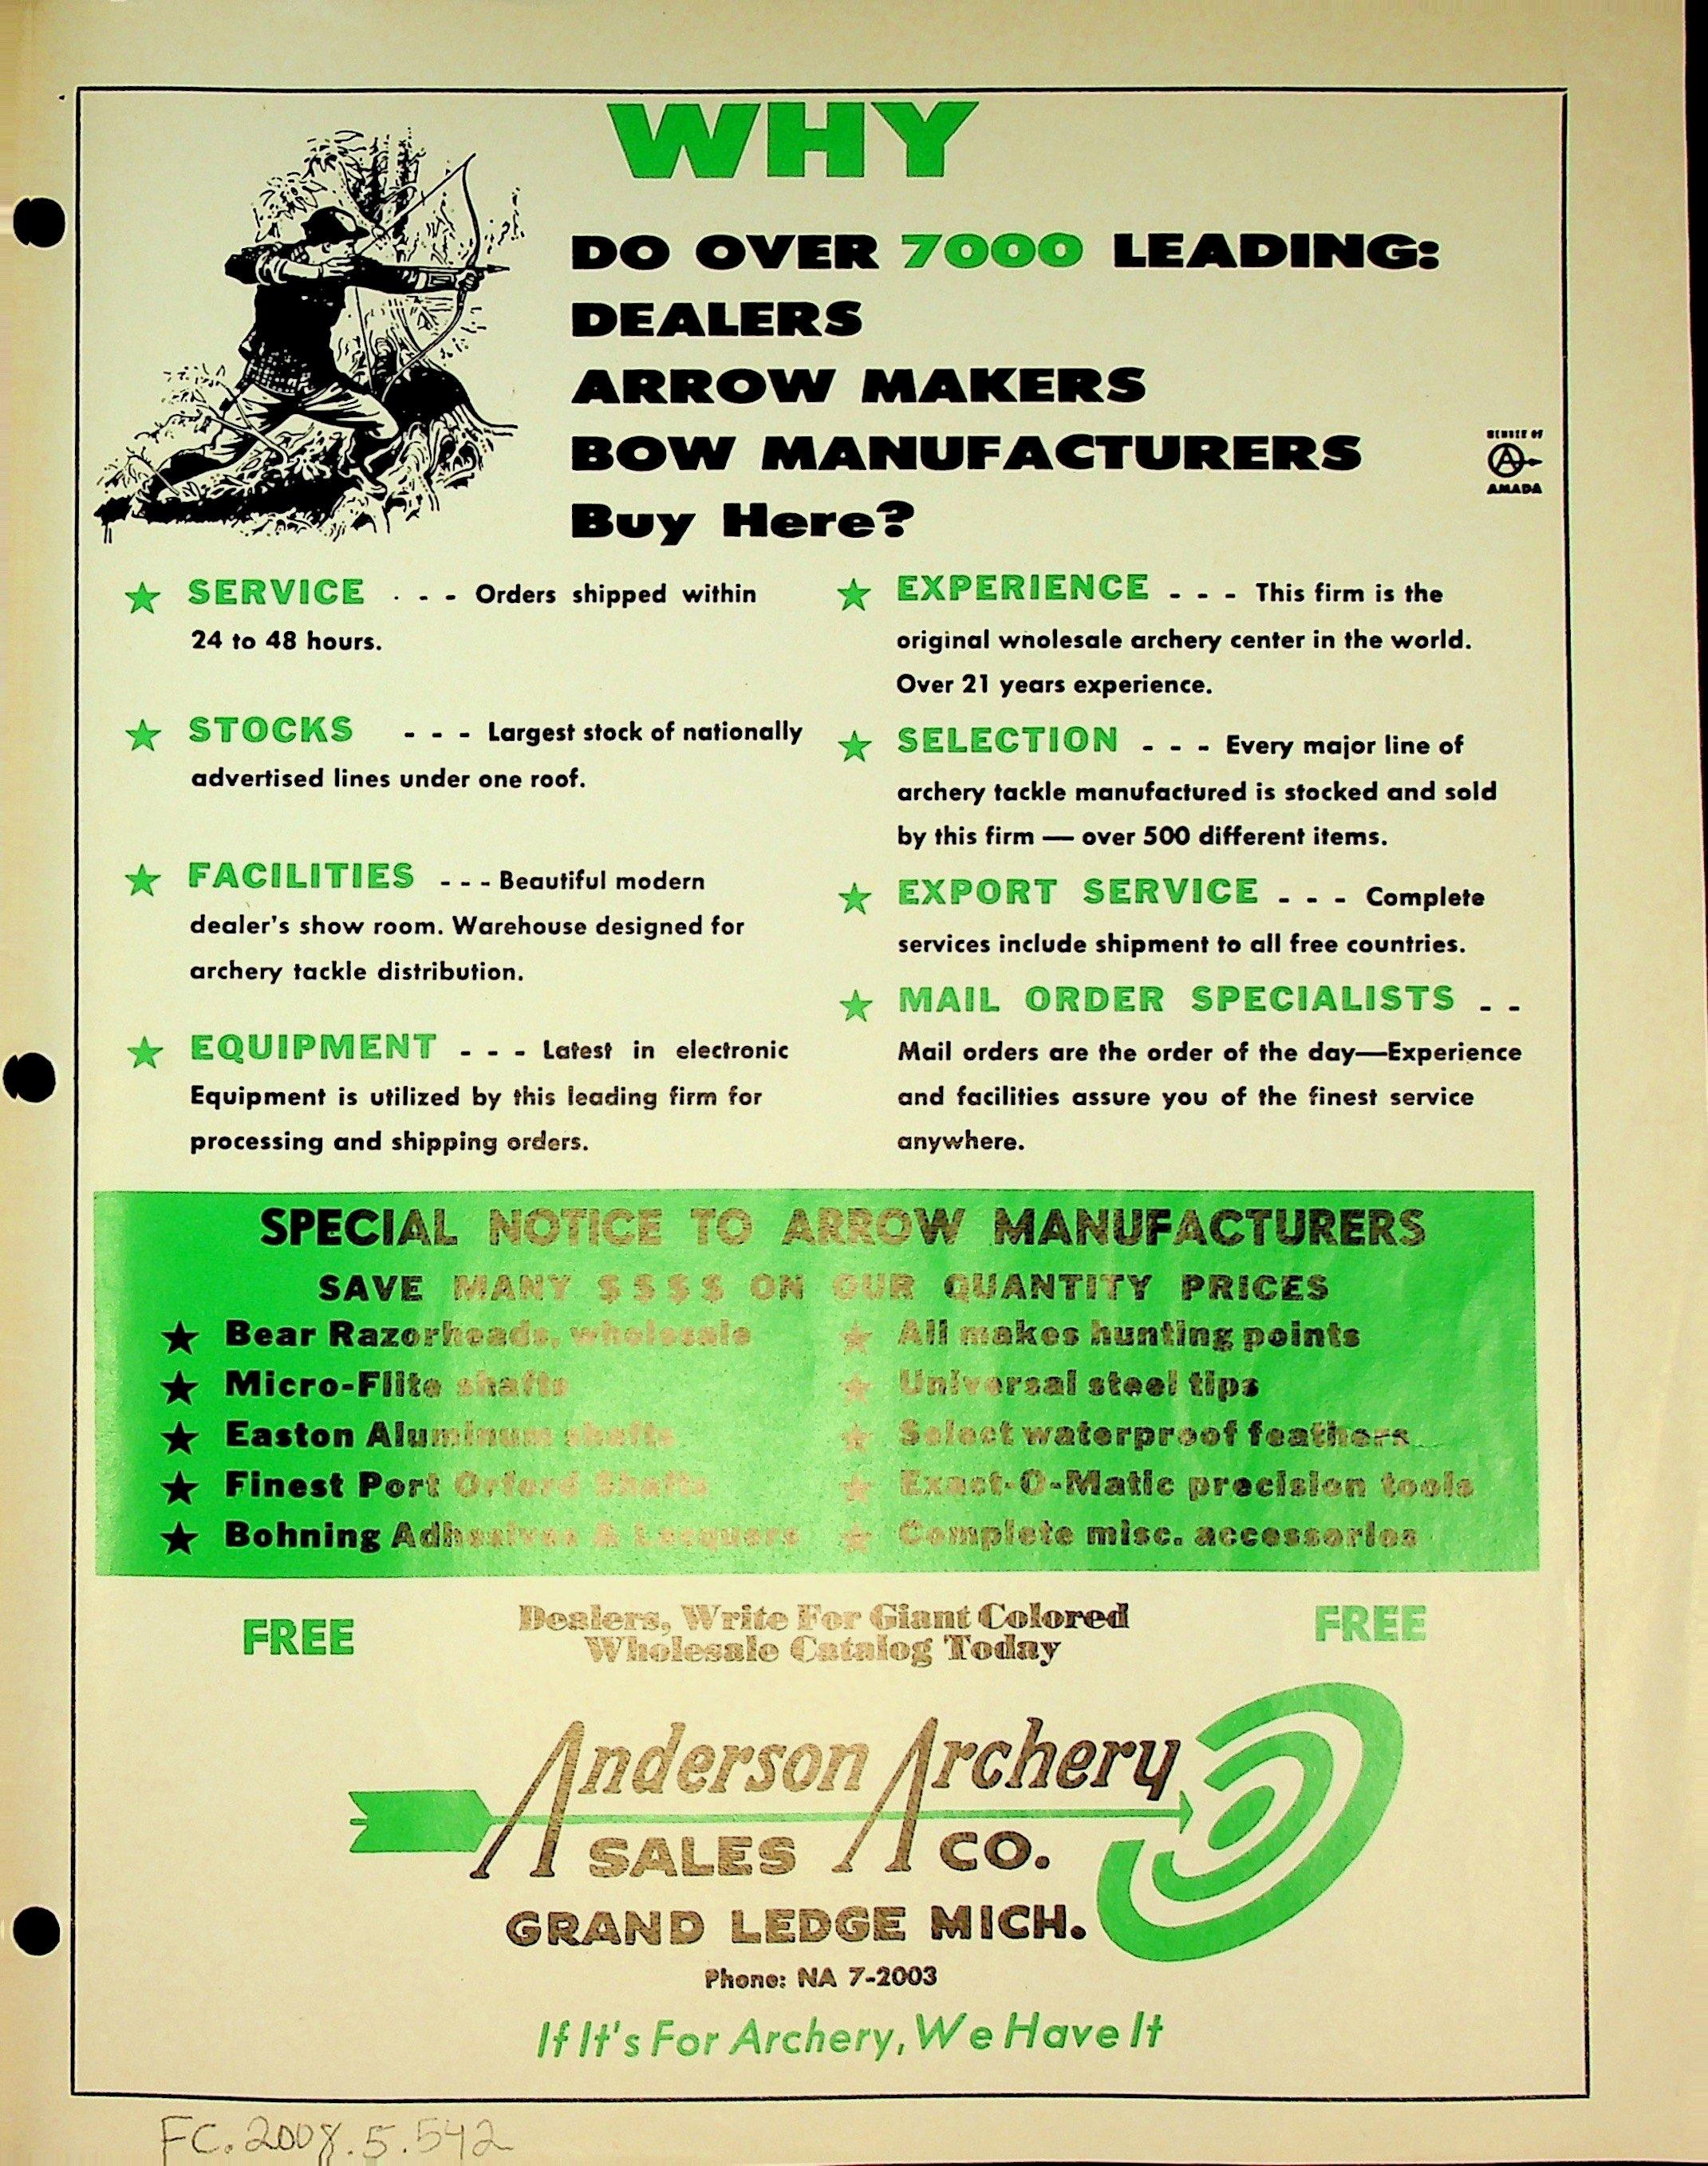 WHY
DO OVER 7000 LEADING:
DEALERS
ARROW MAKERS
BOW MANUFACTURERS
Buy Here?
AMADA
★ SERVICE - - - Orders shipped within
24 to 48 hours.
★ STOCKS - - - Largest stock of nationally
advertised lines under one roof.
★ FACILITIES - - - Beautiful modern
dealer's show room. Warehouse designed for
archery tackle distribution.
★ EQUIPMENT - - - Latest in electronic
Equipment is utilized by this leading firm for
processing and shipping orders.
★ EXPERIENCE - - - This firm is the
original wholesale archery center in the world.
Over 21 years experience.
★ SELECTION - - - Every major line of
archery tackle manufactured is stocked and sold
by this firm — over 500 different items.
★ EXPORT SERVICE - - - Complete
services include shipment to all free countries.
★ MAIL ORDER SPECIALISTS - -
Mail orders are the order of the day—Experience
and facilities assure you of the finest service
anywhere.
SPECIAL NOTICE TO ARROW MANUFACTURERS
SAVE MANY $$$$ ON OUR QUANTITY PRICES
★ Bear Razorheads, wholesale
★ Micro-Flite shafts
★ Easton Aluminum shafts
★ Finest Port Orford Shafts
★ Bohning Adhesives & Lacquers
★ All makes hunting points
★ Universal steel tips
★ Select waterproof feathers
★ Exact-O-Matic precision tools
★ Complete misc. accessories
FREE
Dealers, Write For Giant Colored
Wholesale Catalog Today
FREE
Anderson Archery
SALES CO.
GRAND LEDGE MICH.
Phone: NA 7-2003
If It's For Archery, We Have It
FC.2008.5.542